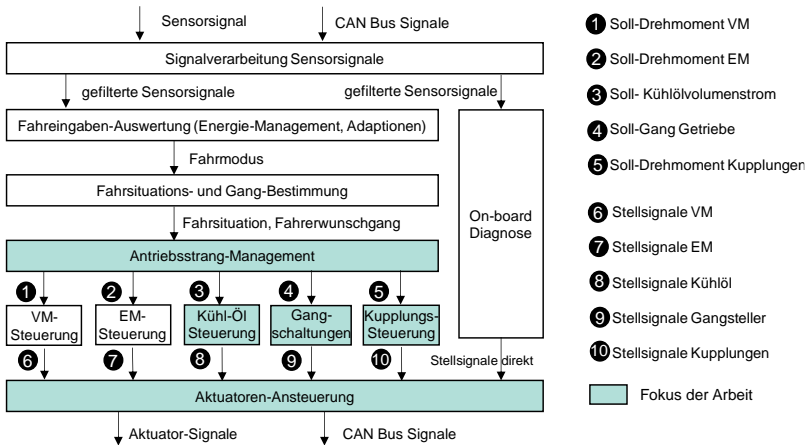 Sensorsignal
CAN Bus Signale
Signalverarbeitung Sensorsignale
gefilterte Sensorsignale
gefilterte Sensorsignale
Fahreingaben-Auswertung (Energie-Management, Adaptionen)
Fahrmodus
Fahrsituations- und Gang-Bestimmung
Fahrsituation, Fahrerwunschgang
On-board
Diagnose
Antriebsstrang-Management
1
2
3
4
5
VM-
Steuerung
EM-
Steuerung
Kühl-Öl
Steuerung
Gang-
schaltungen
Kupplungs-
Steuerung
6
7
8
9
10
Stellsignale direkt
Aktuatoren-Ansteuerung
Aktuator-Signale
CAN Bus Signale
1 Soll-Drehmoment VM
2 Soll-Drehmoment EM
3 Soll- Kühlölvolumenstrom
4 Soll-Gang Getriebe
5 Soll-Drehmoment Kupplungen
6 Stellsignale VM
7 Stellsignale EM
8 Stellsignale Kühlöl
9 Stellsignale Gangsteller
10 Stellsignale Kupplungen
Fokus der Arbeit